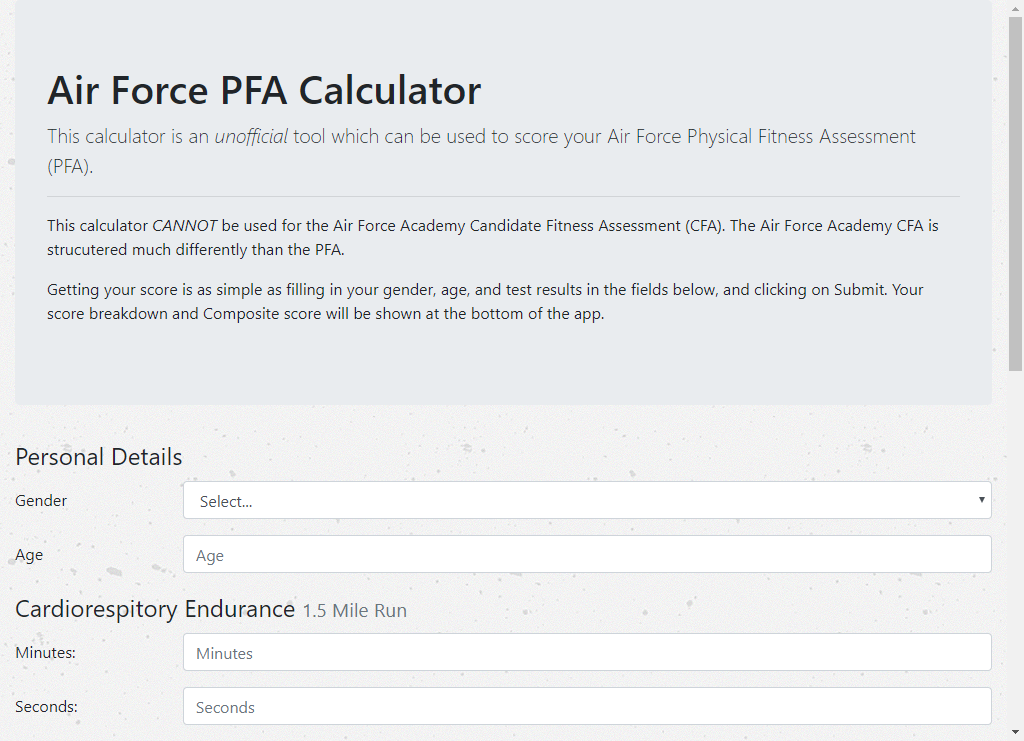 Air Force PFA Calculator
This calculator is an unofficial tool which can be used to score your Air Force Physical Fitness Assessment
(PFA).
This calculator CANNOT be used for the Air Force Academy Candidate Fitness Assessment (CFA). The Air Force Academy CFA is
strucutered much differently than the PFA.
Getting your score is as simple as filling in your gender, age, and test results in the fields below, and clicking on Submit. Your
score breakdown and Composite score will be shown at the bottom of the app.
Personal Details
Gender Select...
Age Age
Cardiorespitory Endurance 1.5 Mile Run
Minutes: Minutes
Seconds: Seconds